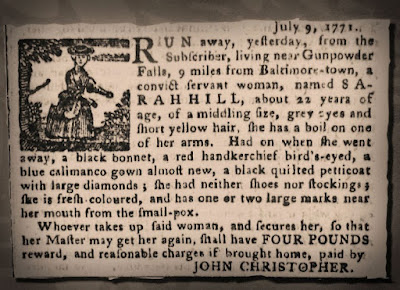 July 9, 1771.
RUN away, yeſterday, from the
Subſcriber, living near Gunpowder
Falls, 9 miles from Baltimore-town, a
convict ſervant woman, named SA-
RAH HILL, about 22 years of
age, of a middling ſize, grey eyes and
ſhort yellow hair, ſhe has a boil on one
of her arms. Had on when ſhe went
away, a black bonnet, a red handkerchief bird's-eyed, a
blue calimanco gown almoſt new, a black quilted petticoat
with large diamonds; ſhe had neither ſhoes nor ſtockings;
ſhe is freſh-coloured, and has one or two large marks near
her mouth from the ſmall-pox.
Whoever takes up ſaid woman, and ſecures her, ſo that
her Maſter may get her again, ſhall have FOUR POUNDS
reward, and reaſonable charges if brought home, paid by
JOHN CHRISTOPHER.